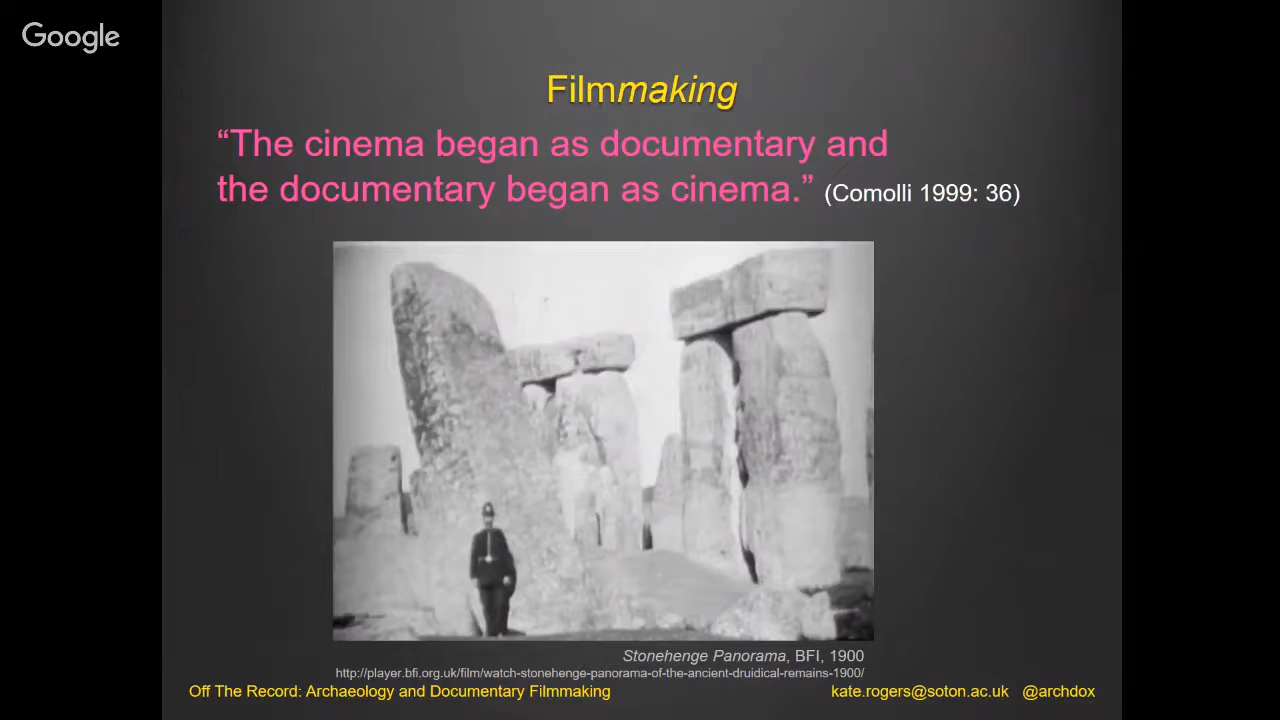 Google
Filmmaking
“The cinema began as documentary and
the documentary began as cinema.” (Comolli 1999: 36)
Stonehenge Panorama, BFI, 1900
http://player.bfi.org.uk/film/watch-stonehenge-panorama-of-the-ancient-druidical-remains-1900/
Off The Record: Archaeology and Documentary Filmmaking
kate.rogers@soton.ac.uk @archdox